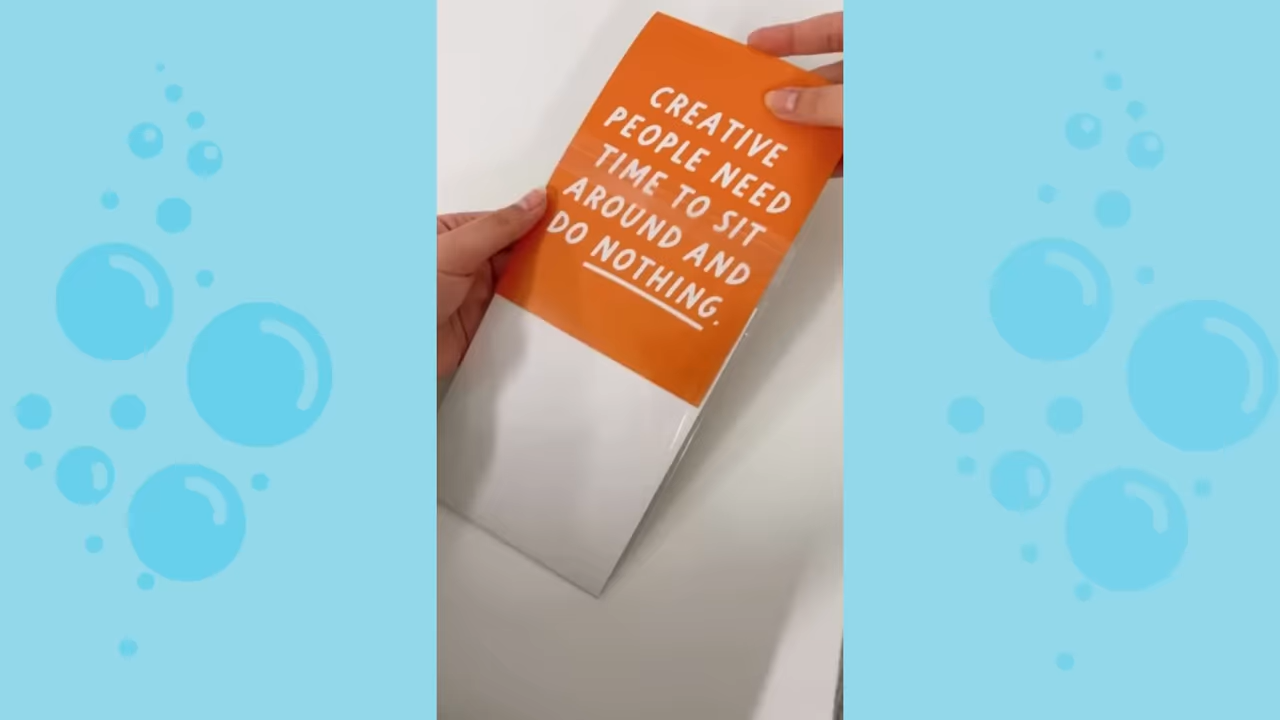 CREATIVE
PEOPLE NEED
TIME TO SIT
AROUND AND
DO NOTHING.